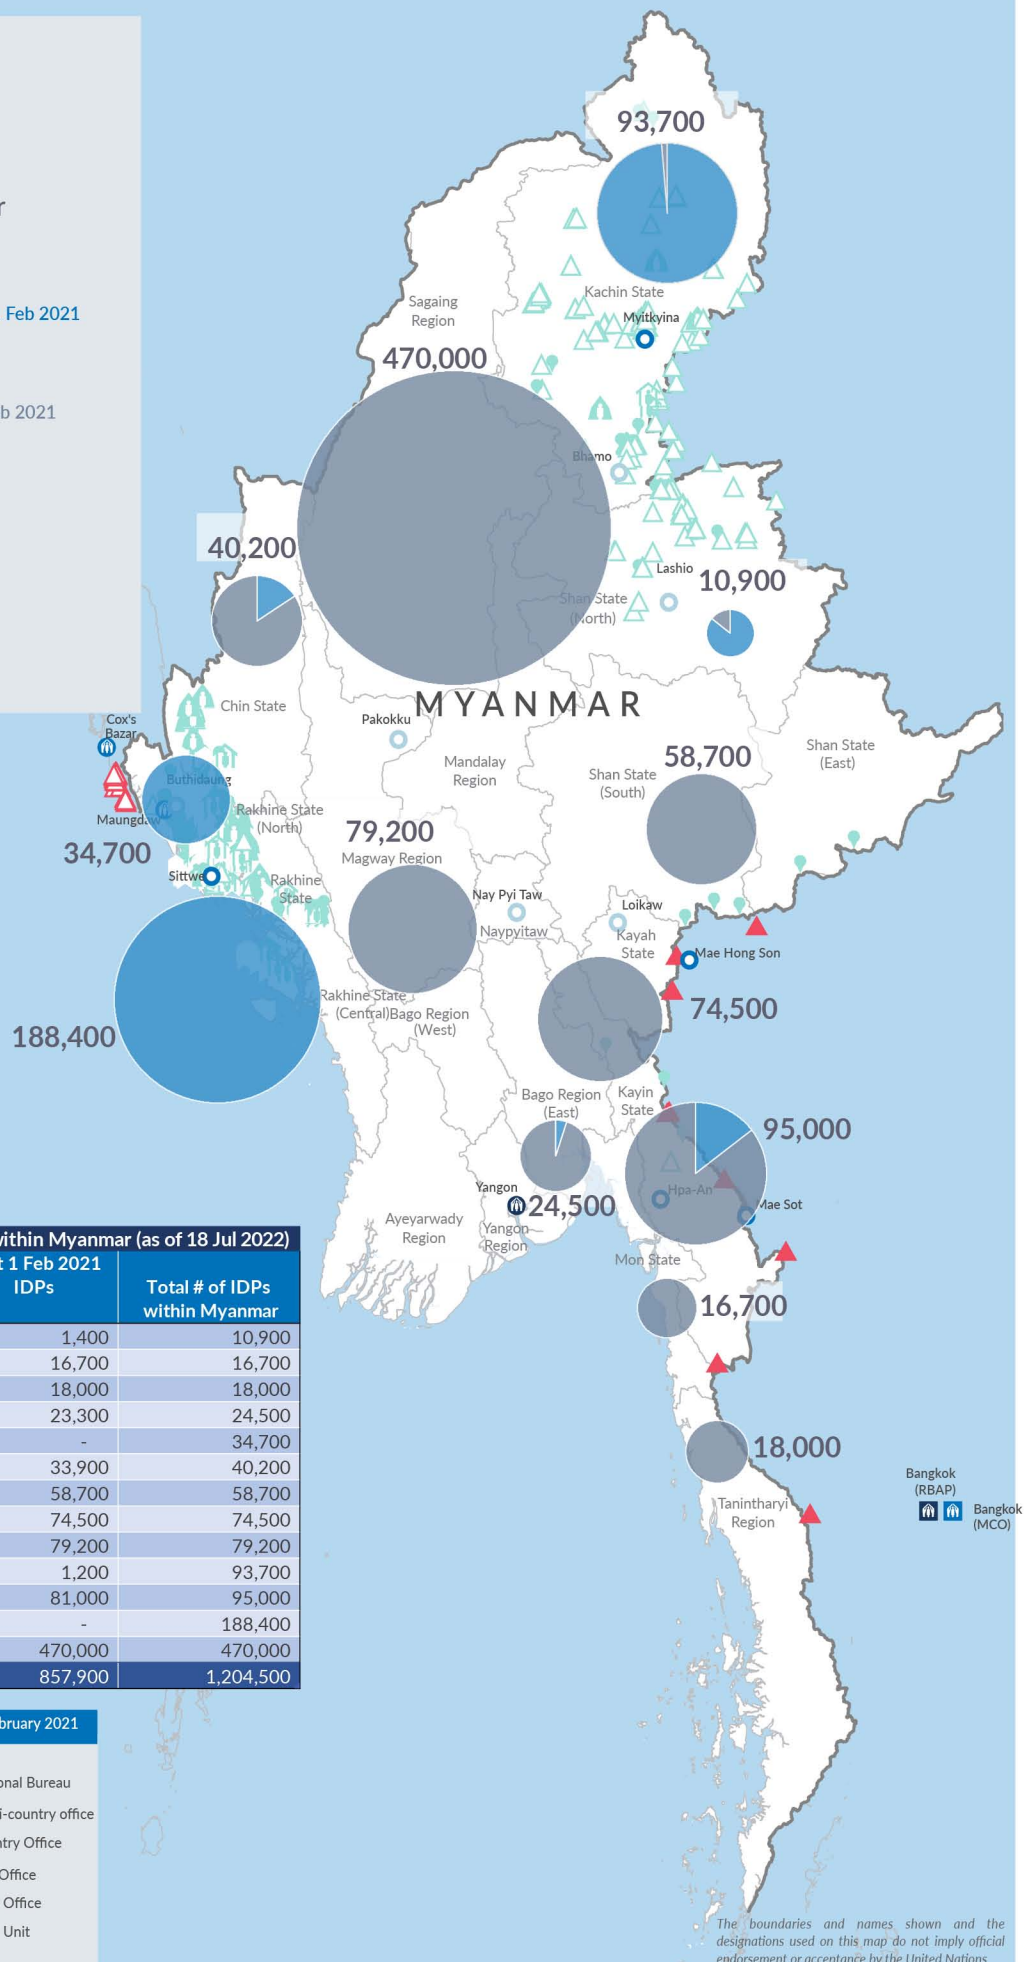 r
Feb 2021
b 2021
93,700
Kachin State
Myitkyina
Sagaing
Region
470,000
Bhamo
40,200
Lashio
10,900
Shan State
(North)
Chin State
MYANMAR
Pakokku
Cox's
Bazar
Mandalay
Region
58,700
Shan State
(South)
Shan State
(East)
Buthidaung
Maungdaw
Rakhine State
(North)
34,700
79,200
Magway Region
Sittwe
Rakhine
State
Nay Pyi Taw
Naypyitaw
Loikaw
Kayah
State
Mae Hong Son
74,500
Rakhine State
(Central)
Bago Region
(West)
188,400
Bago Region
(East)
Kayin
State
95,000
Hpa-An
Mae Sot
Yangon
24,500
Yangon
Region
Ayeyarwady
Region
Mon State
16,700
18,000
Tanintharyi
Region
Bangkok
(RBAP)
Bangkok
(MCO)
within Myanmar (as of 18 Jul 2022)
t 1 Feb 2021
IDPs
Total # of IDPs
within Myanmar
1,400 10,900
16,700 16,700
18,000 18,000
23,300 24,500
- 34,700
33,900 40,200
58,700 58,700
74,500 74,500
79,200 79,200
1,200 93,700
81,000 95,000
- 188,400
470,000 470,000
857,900 1,204,500
bruary 2021
onal Bureau
i-country office
ntry Office
Office
Office
Unit
The boundaries and names shown and the
designations used on this map do not imply official
endorsement or acceptance by the United Nations